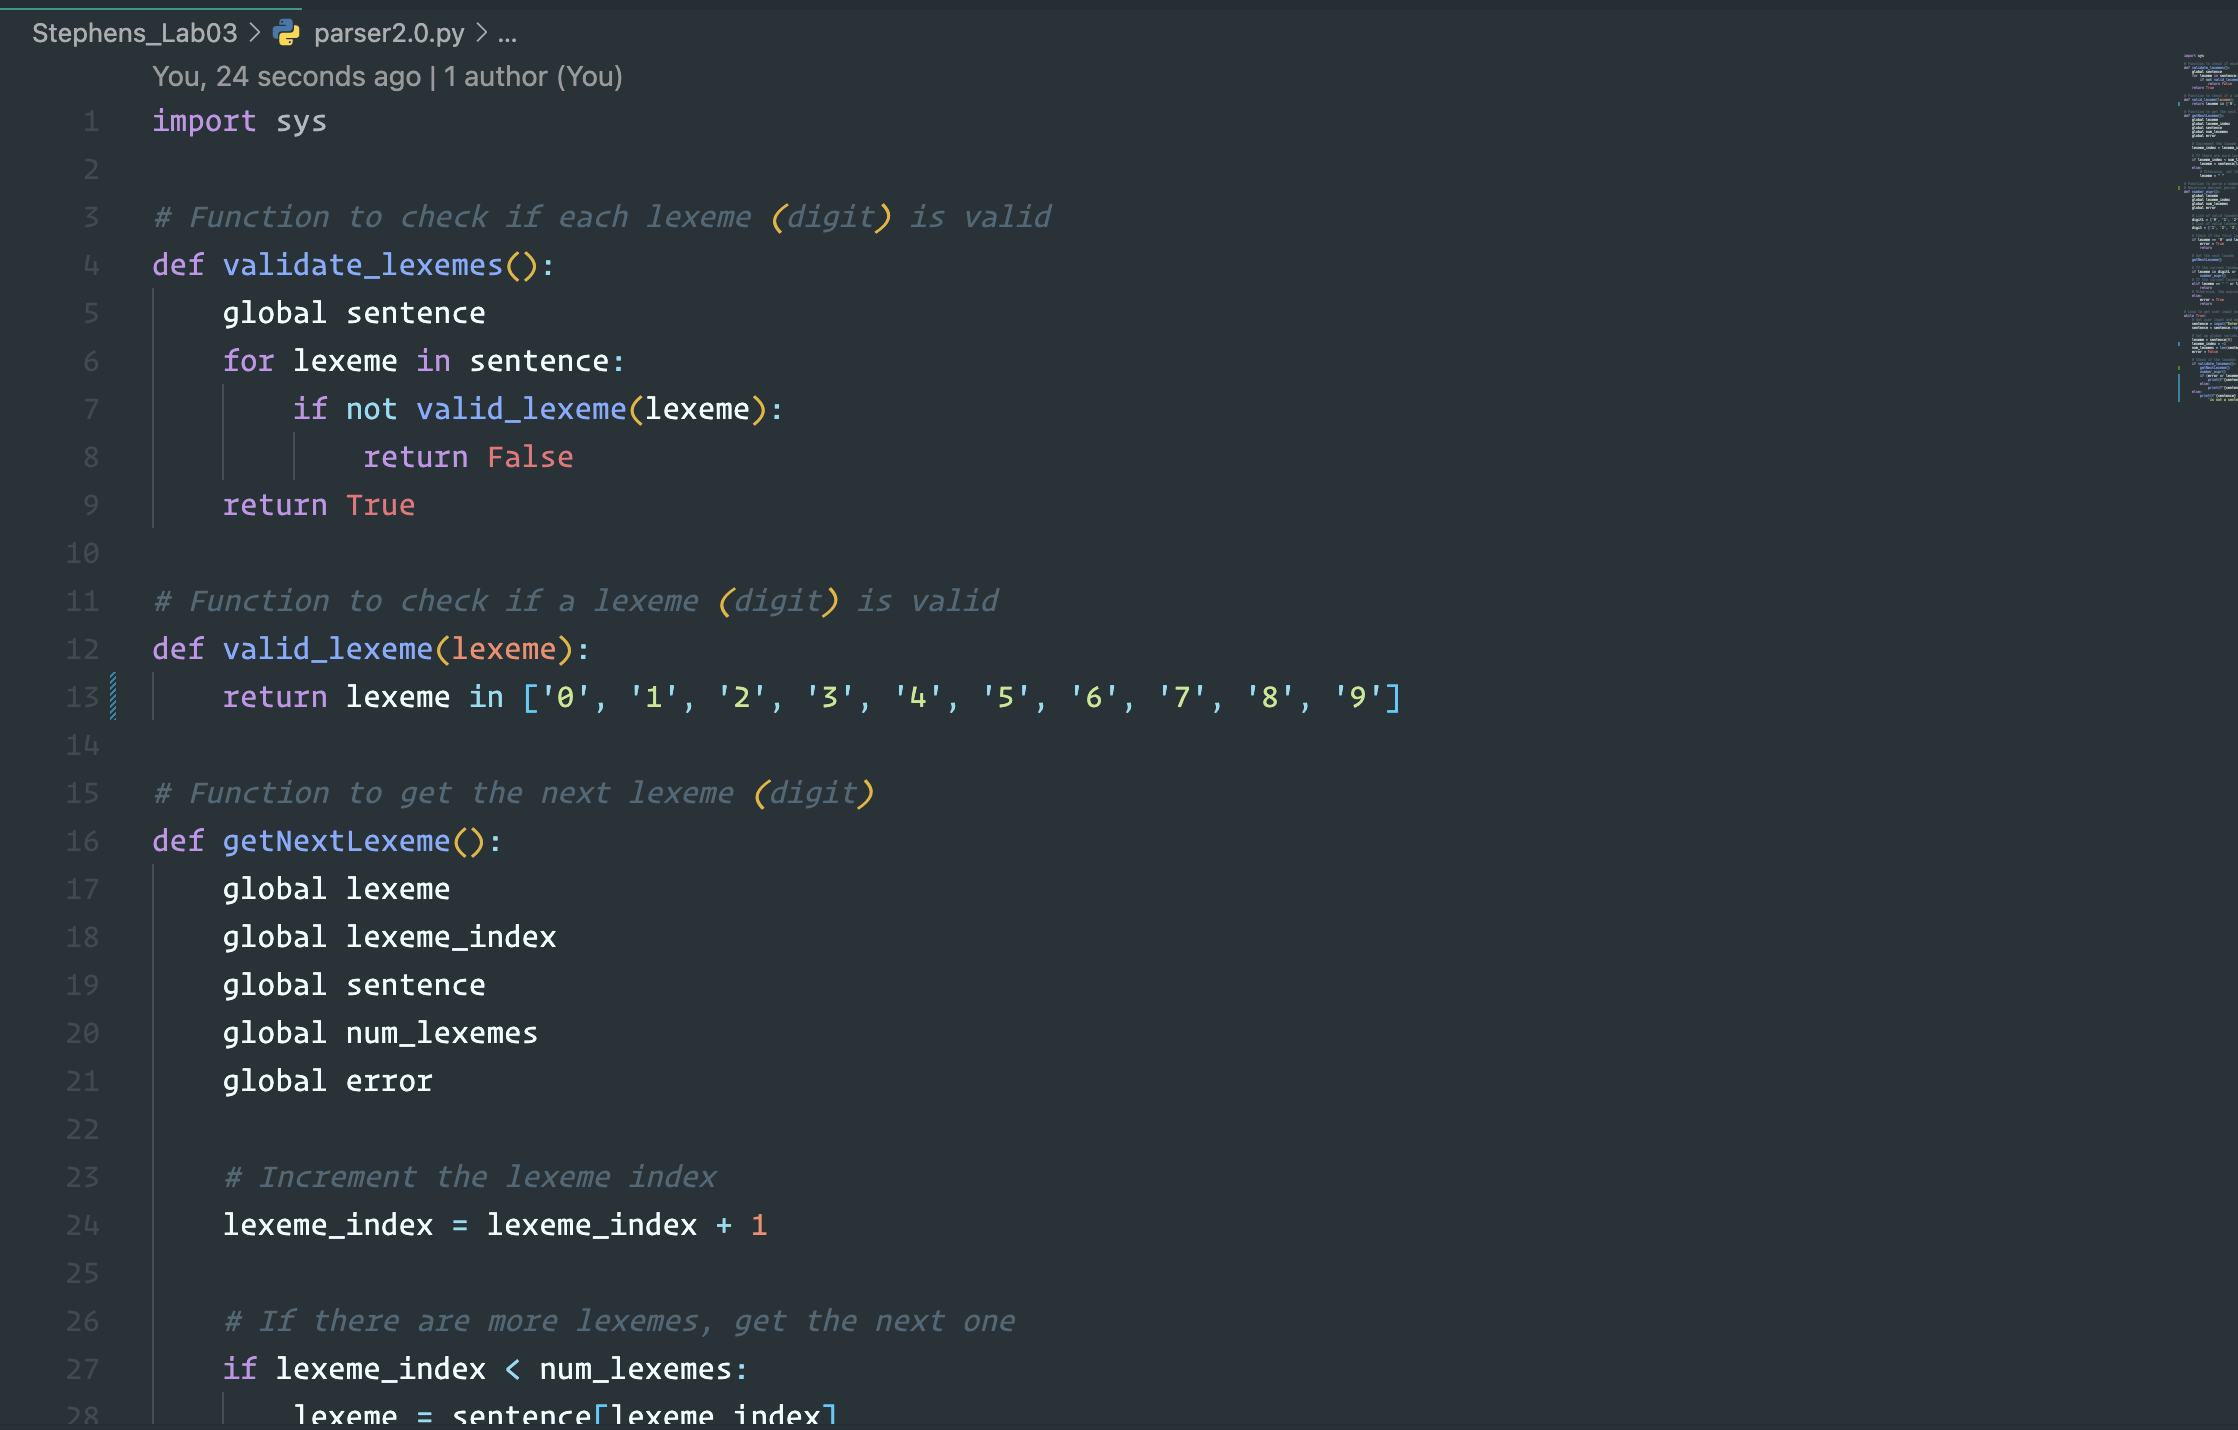 Stephens_Lab03 > parser2.0.py > ...
You, 24 seconds ago | 1 author (You)
1 import sys
2
3 # Function to check if each lexeme (digit) is valid
4 def validate_lexemes():
5     global sentence
6     for lexeme in sentence:
7         if not valid_lexeme(lexeme):
8             return False
9     return True
10
11 # Function to check if a lexeme (digit) is valid
12 def valid_lexeme(lexeme):
13     return lexeme in ['0', '1', '2', '3', '4', '5', '6', '7', '8', '9']
14
15 # Function to get the next lexeme (digit)
16 def getNextLexeme():
17     global lexeme
18     global lexeme_index
19     global sentence
20     global num_lexemes
21     global error
22
23     # Increment the lexeme index
24     lexeme_index = lexeme_index + 1
25
26     # If there are more lexemes, get the next one
27     if lexeme_index < num_lexemes:
28         lexeme = sentence[lexeme_index]